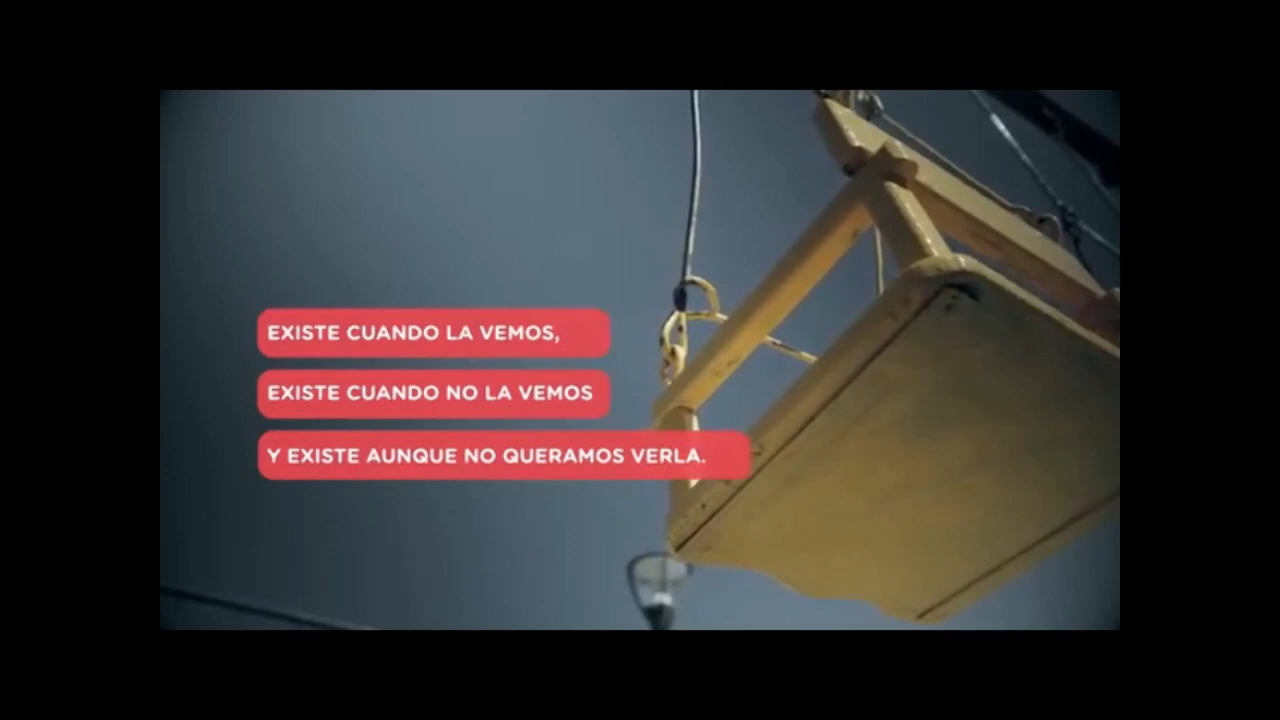 EXISTE CUANDO LA VEMOS,
EXISTE CUANDO NO LA VEMOS
Y EXISTE AUNQUE NO QUERAMOS VERLA.